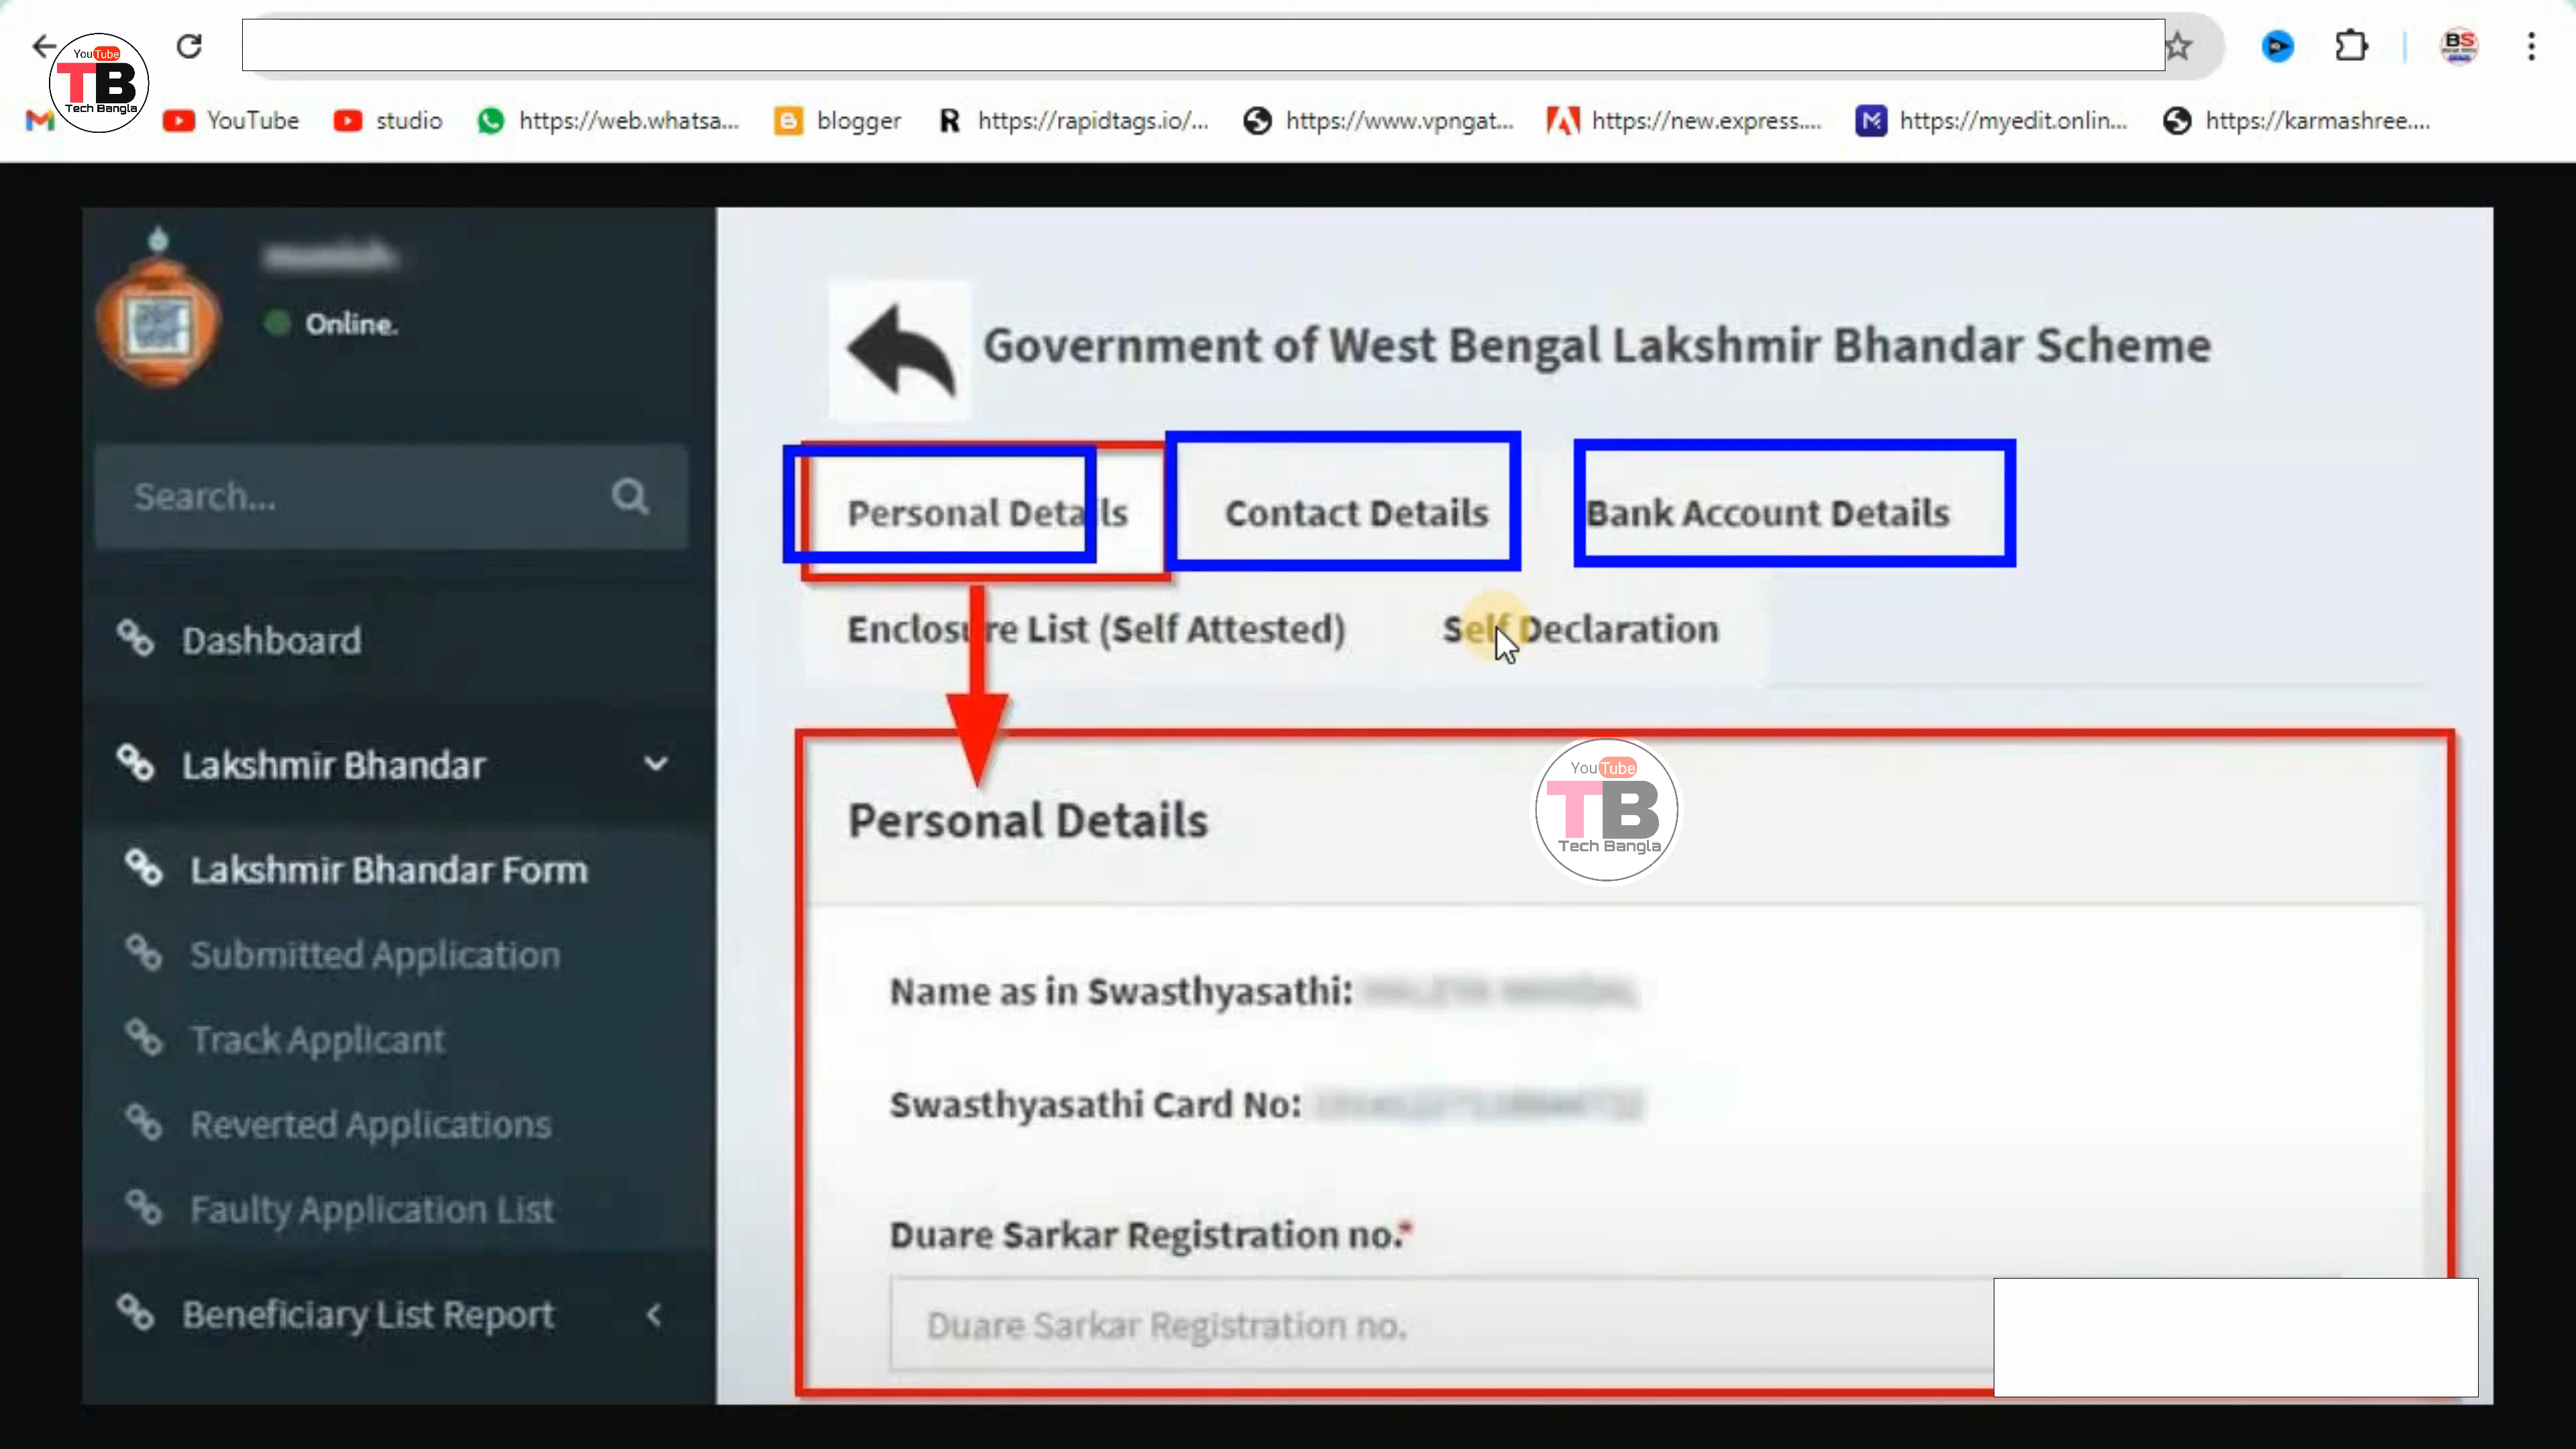 YouTube
TB
Tech Bangla
YouTube
studio
https://web.whatsa...
blogger
https://rapidtags.io/...
https://www.vpngat...
https://new.express....
https://myedit.onlin...
https://karmashree....
BS
Online.
Search...
Dashboard
Lakshmir Bhandar
Lakshmir Bhandar Form
Submitted Application
Track Applicant
Reverted Applications
Faulty Application List
Beneficiary List Report
Government of West Bengal Lakshmir Bhandar Scheme
Personal Details
Contact Details
Bank Account Details
Enclosure List (Self Attested)
Self Declaration
Personal Details
YouTube
TB
Tech Bangla
Name as in Swasthyasathi:
Swasthyasathi Card No:
Duare Sarkar Registration no.*
Duare Sarkar Registration no.